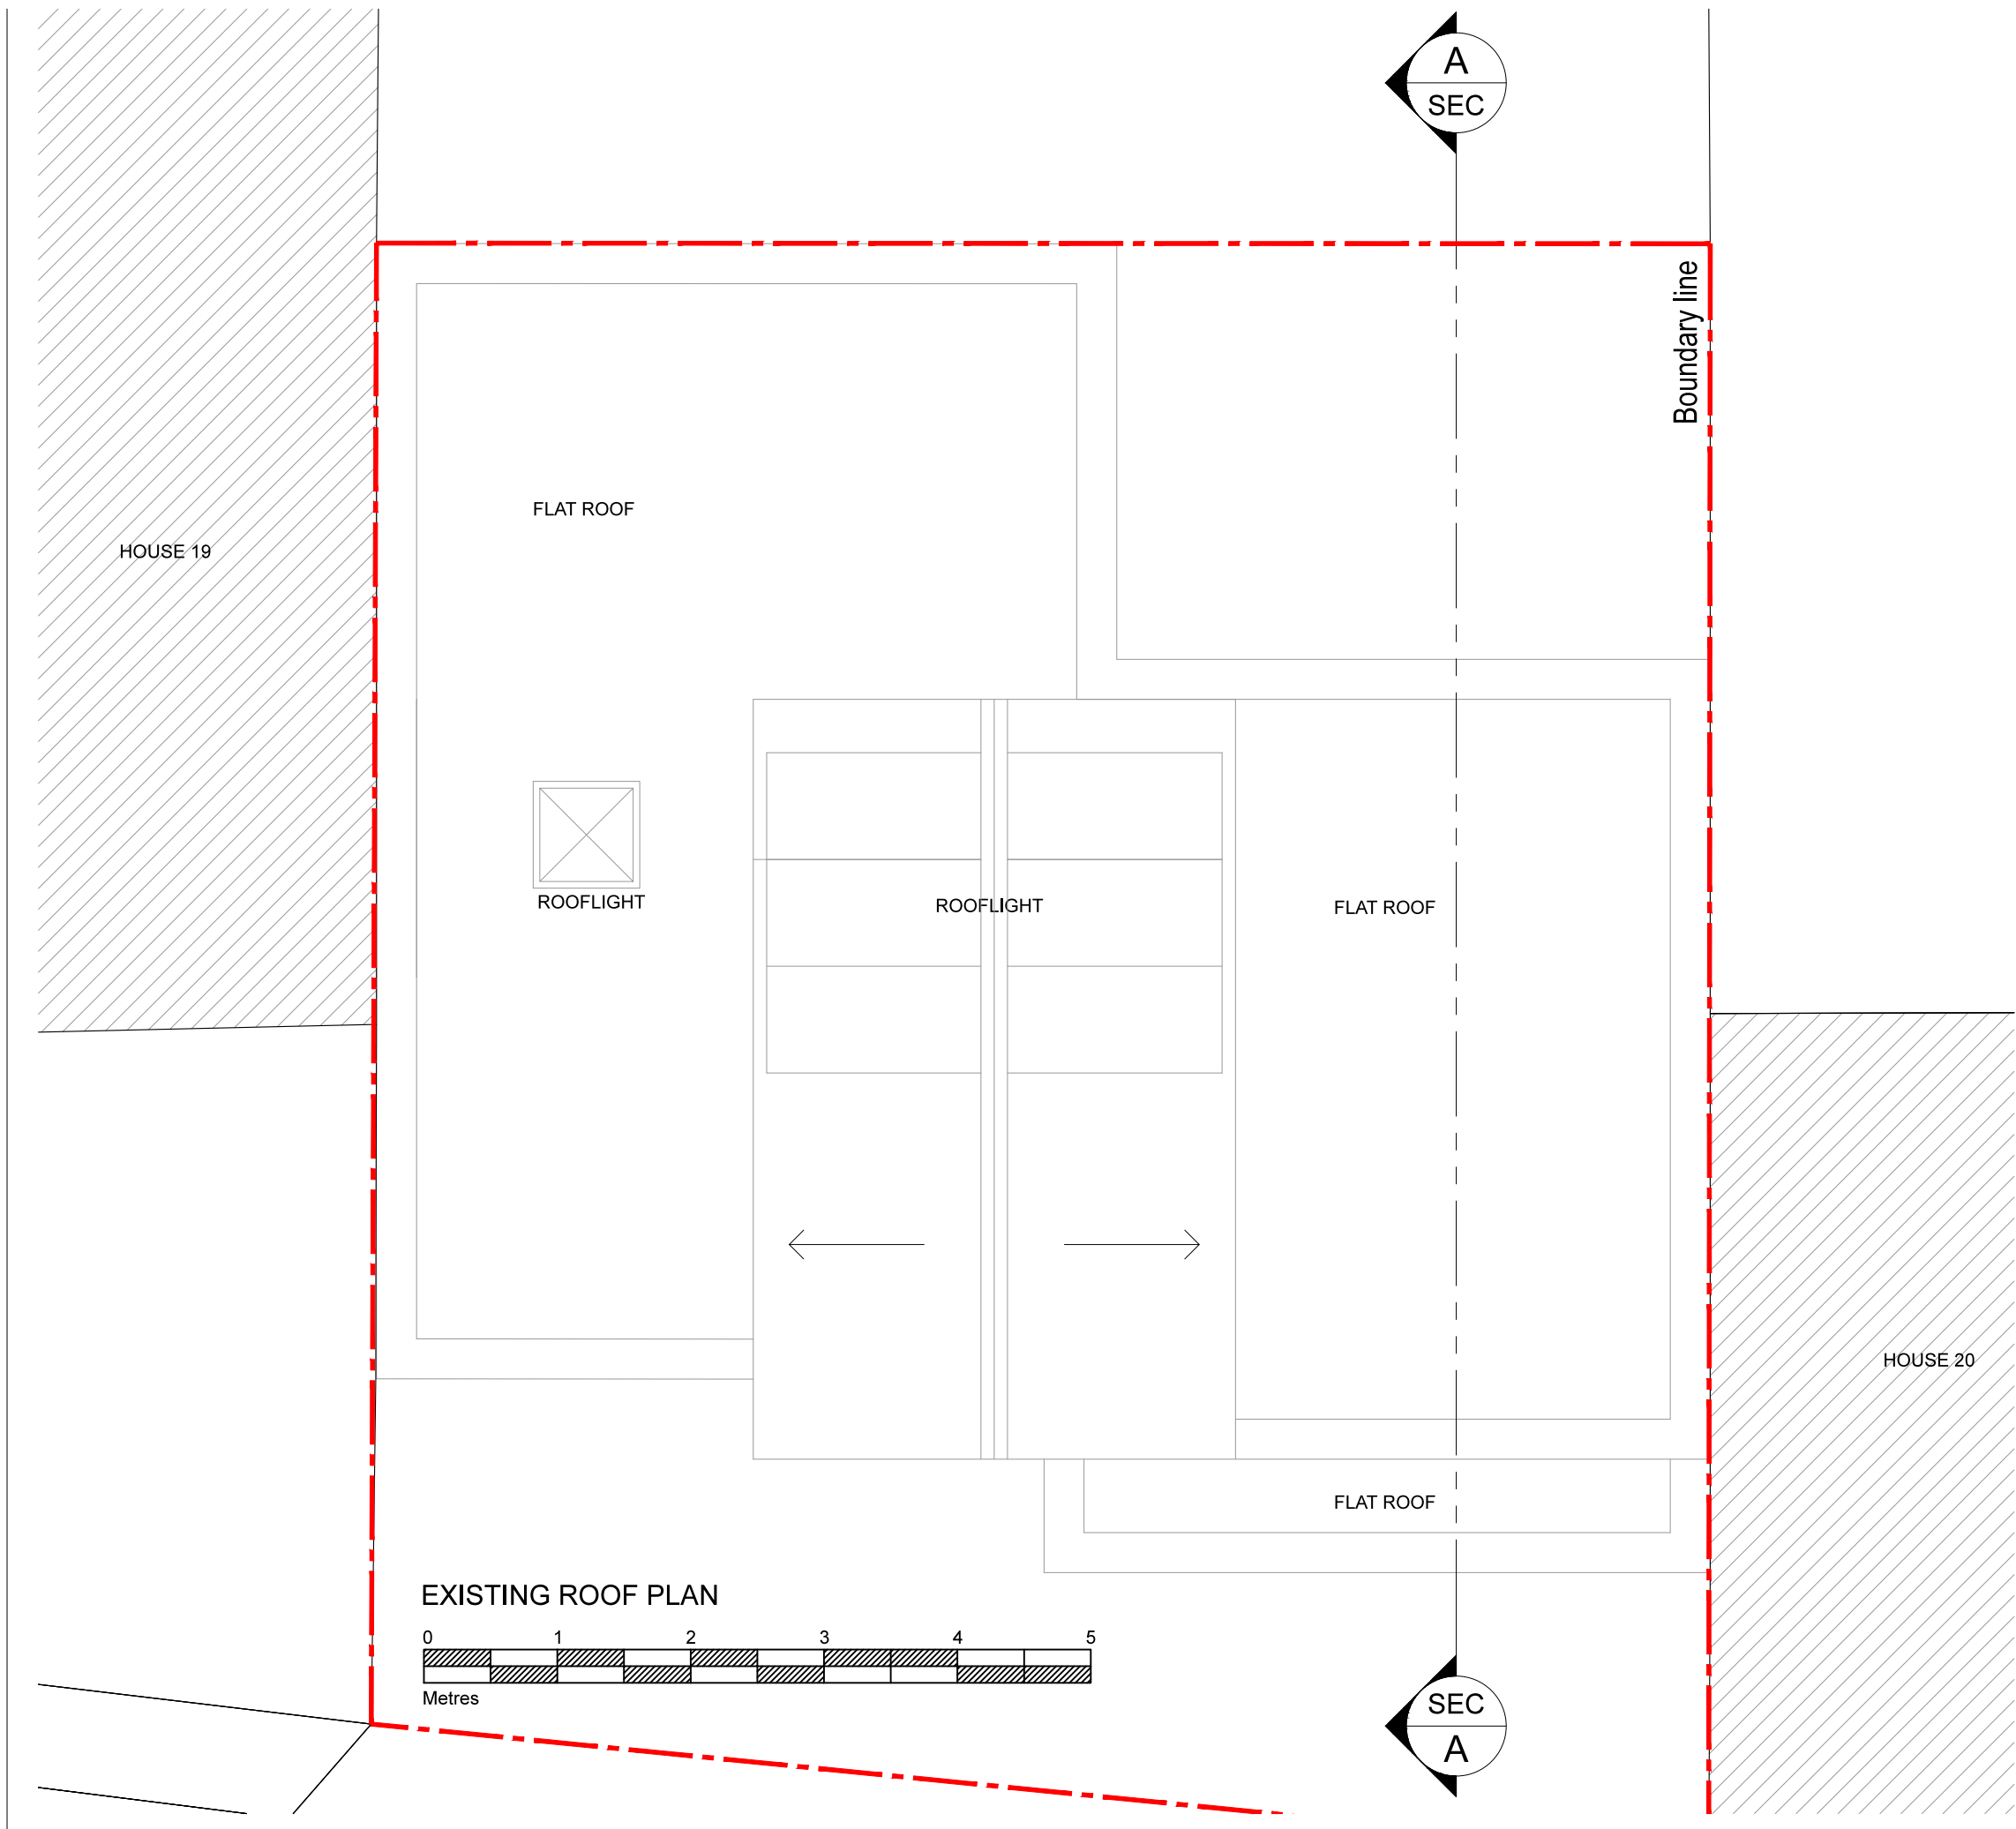 A
SEC
Boundary line
FLAT ROOF
HOUSE 19
ROOFLIGHT
ROOFLIGHT
FLAT ROOF
HOUSE 20
FLAT ROOF
EXISTING ROOF PLAN
0 1 2 3 4 5
Metres
SEC
A